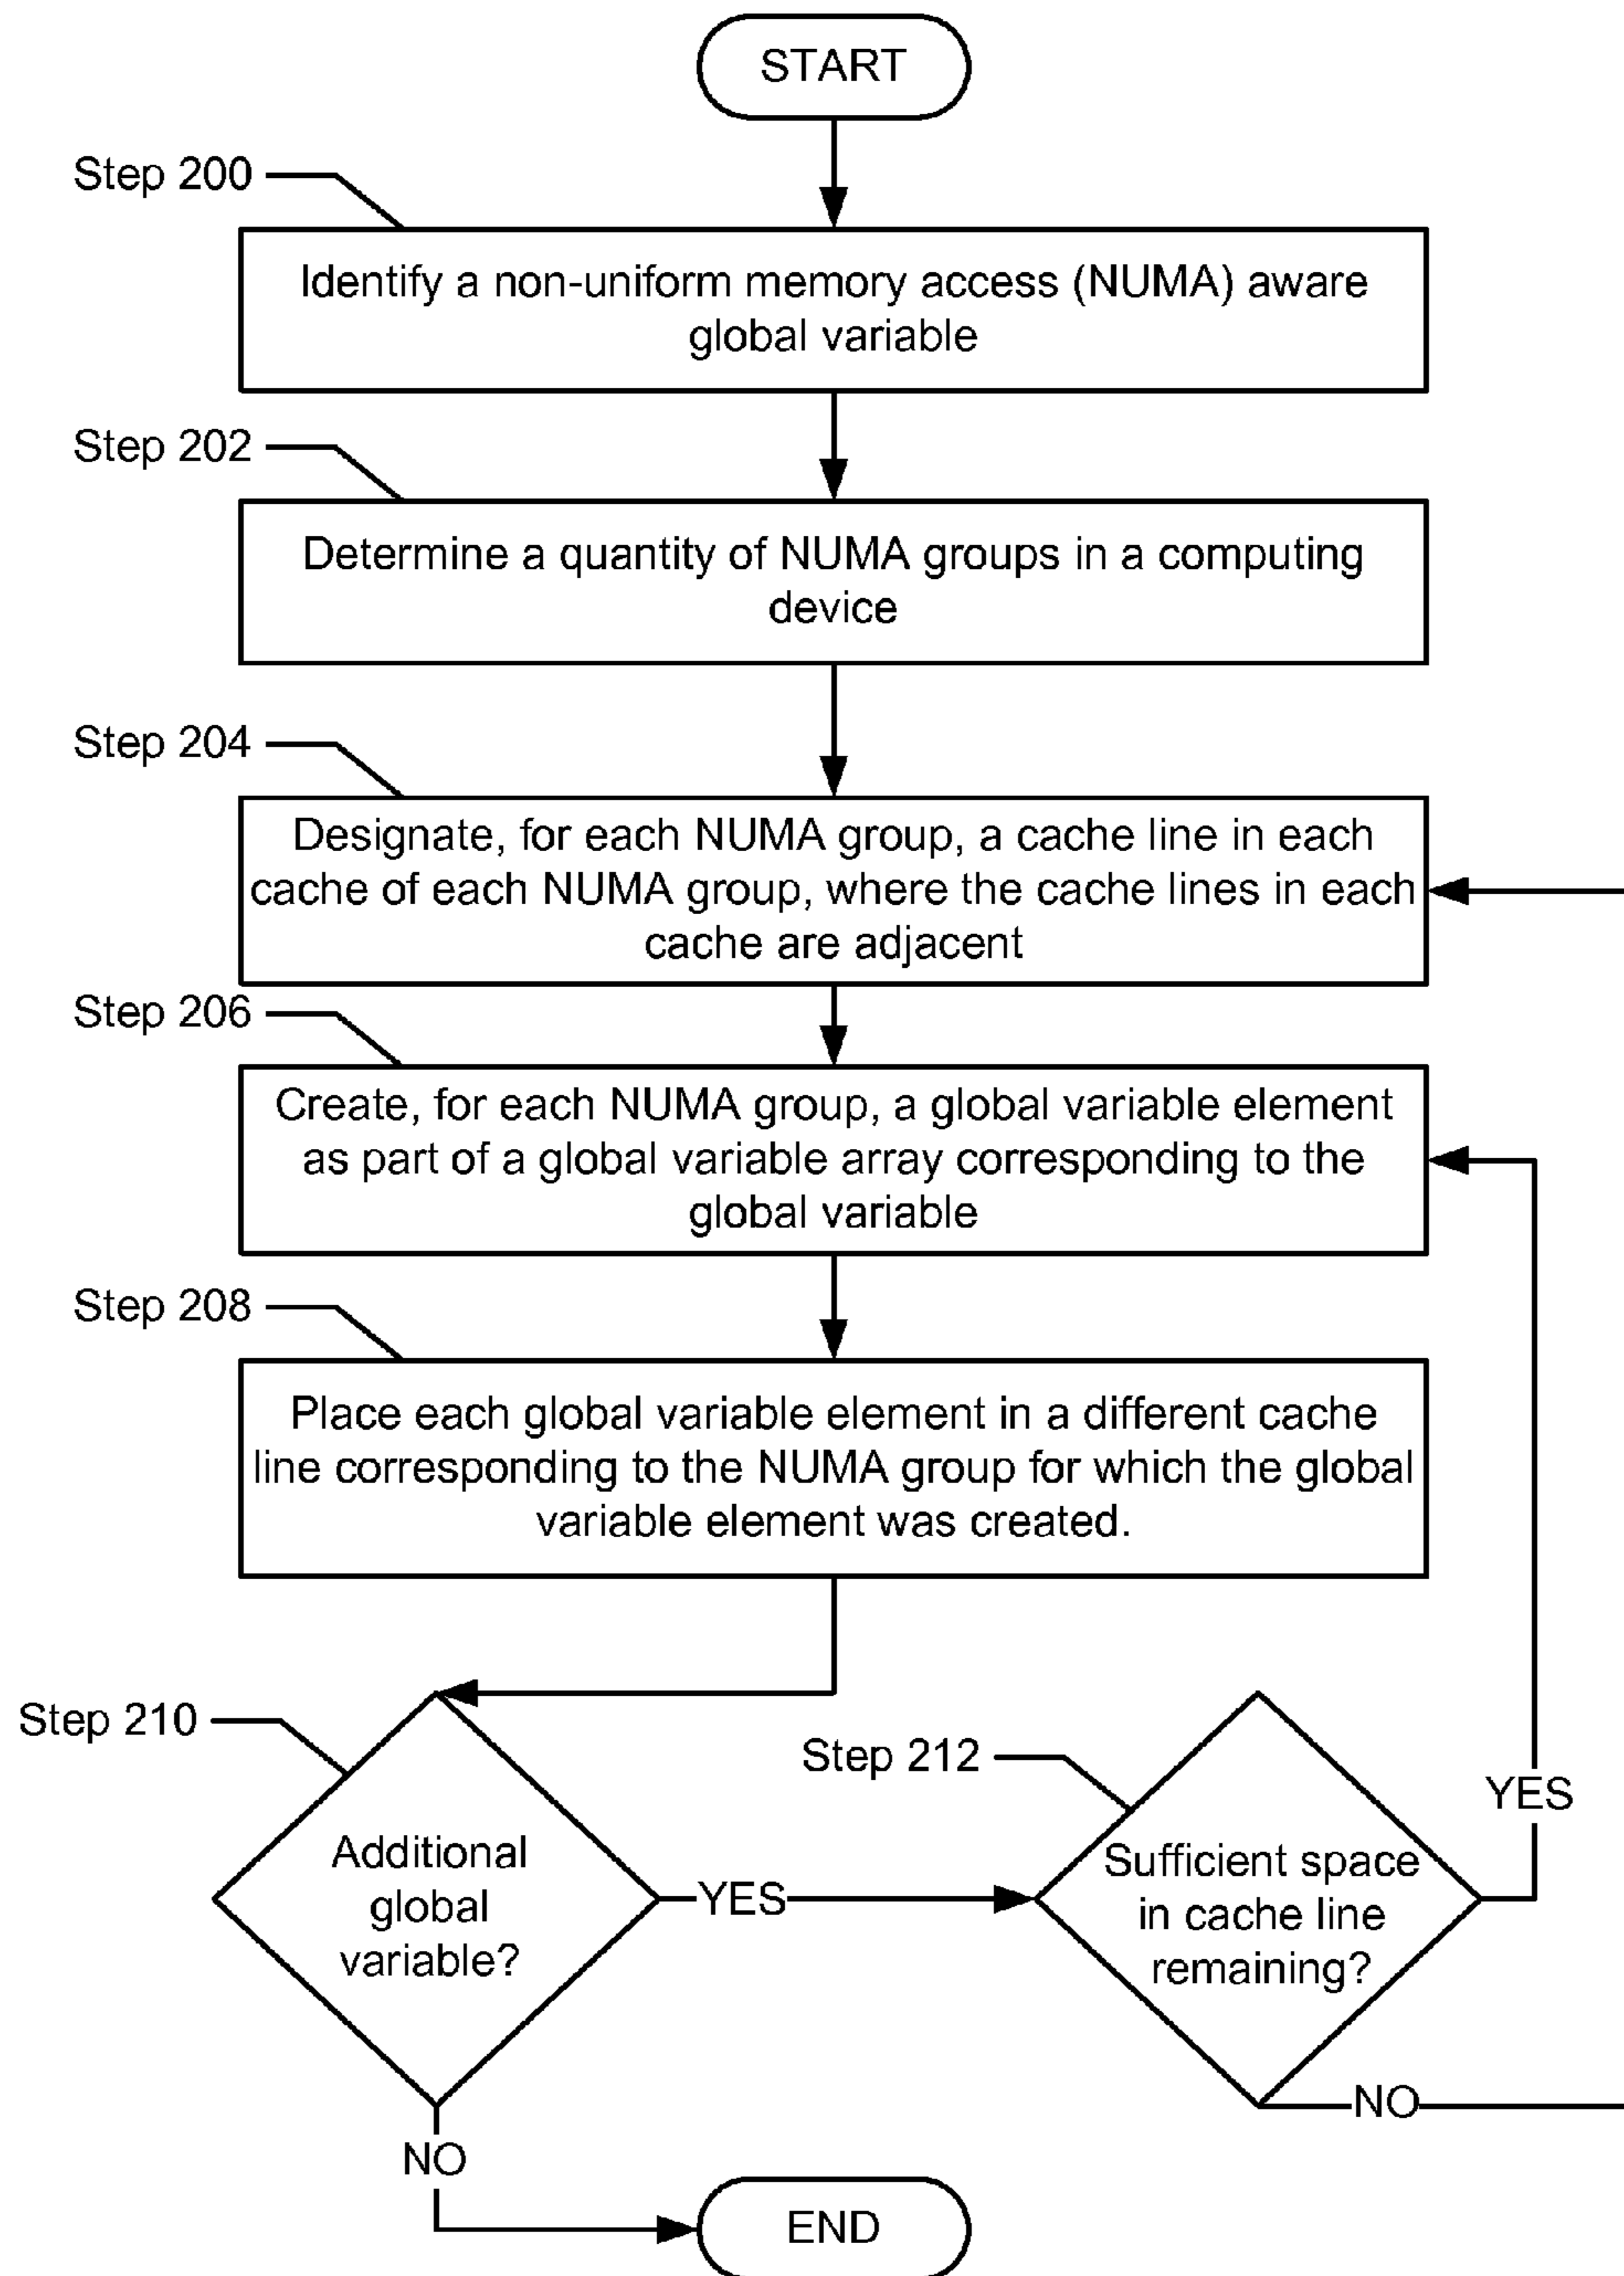 START
Step 200
Identify a non-uniform memory access (NUMA) aware
global variable
Step 202
Determine a quantity of NUMA groups in a computing
device
Step 204
Designate, for each NUMA group, a cache line in each
cache of each NUMA group, where the cache lines in each
cache are adjacent
Step 206
Create, for each NUMA group, a global variable element
as part of a global variable array corresponding to the
global variable
Step 208
Place each global variable element in a different cache
line corresponding to the NUMA group for which the global
variable element was created.
Step 210
Additional
global
variable?
YES
Step 212
Sufficient space
in cache line
remaining?
YES
NO
NO
END